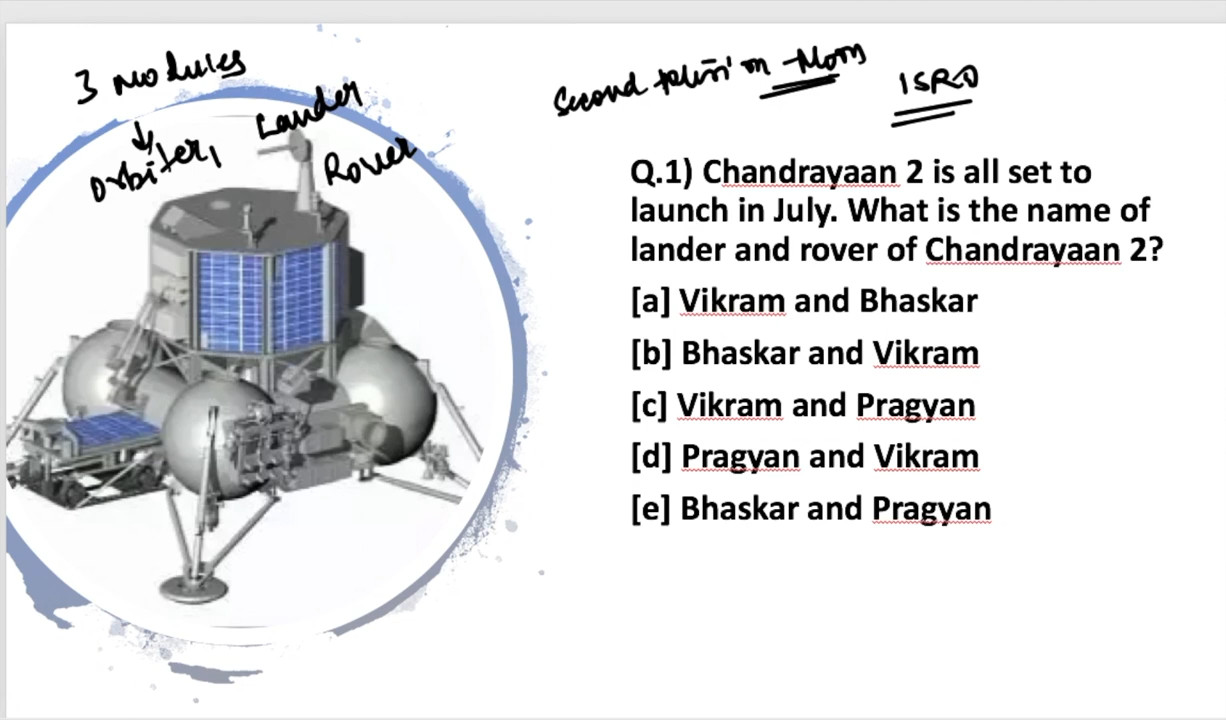 3 modules
orbiter, Lander
Rover
Second mission on Moon
ISRO
Q.1) Chandrayaan 2 is all set to
launch in July. What is the name of
lander and rover of Chandrayaan 2?
[a] Vikram and Bhaskar
[b] Bhaskar and Vikram
[c] Vikram and Pragyan
[d] Pragyan and Vikram
[e] Bhaskar and Pragyan